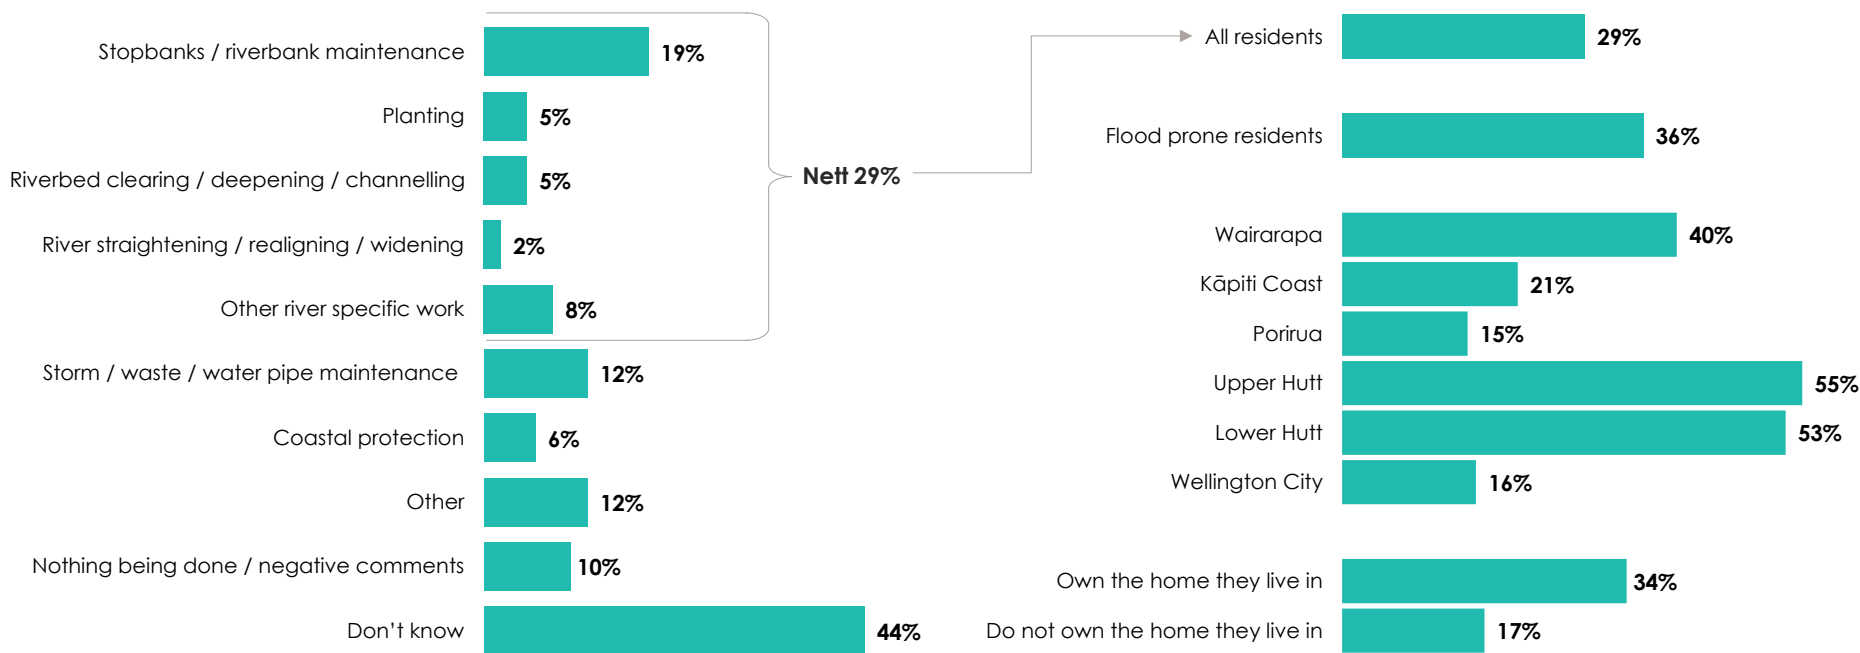 Stopbanks / riverbank maintenance 19%
Planting 5%
Riverbed clearing / deepening / channelling 5%
River straightening / realigning / widening 2%
Other river specific work 8%
Storm / waste / water pipe maintenance 12%
Coastal protection 6%
Other 12%
Nothing being done / negative comments 10%
Don't know 44%
Nett 29%
All residents 29%
Flood prone residents 36%
Wairarapa 40%
Kāpiti Coast 21%
Porirua 15%
Upper Hutt 55%
Lower Hutt 53%
Wellington City 16%
Own the home they live in 34%
Do not own the home they live in 17%